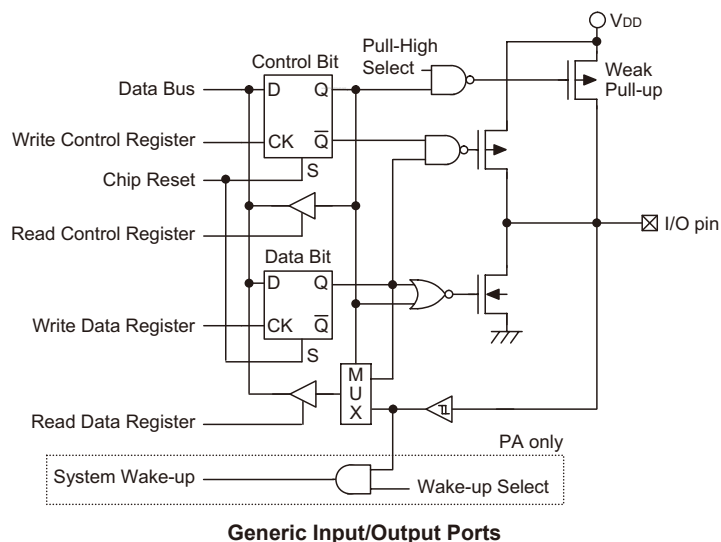 VDD
Pull-High
Select
Weak
Pull-up
Control Bit
Data Bus
D
Q
Write Control Register
CK
Q
Chip Reset
S
I/O pin
Read Control Register
Data Bit
D
Q
Write Data Register
CK
Q
S
M
U
X
Read Data Register
PA only
System Wake-up
Wake-up Select
Generic Input/Output Ports